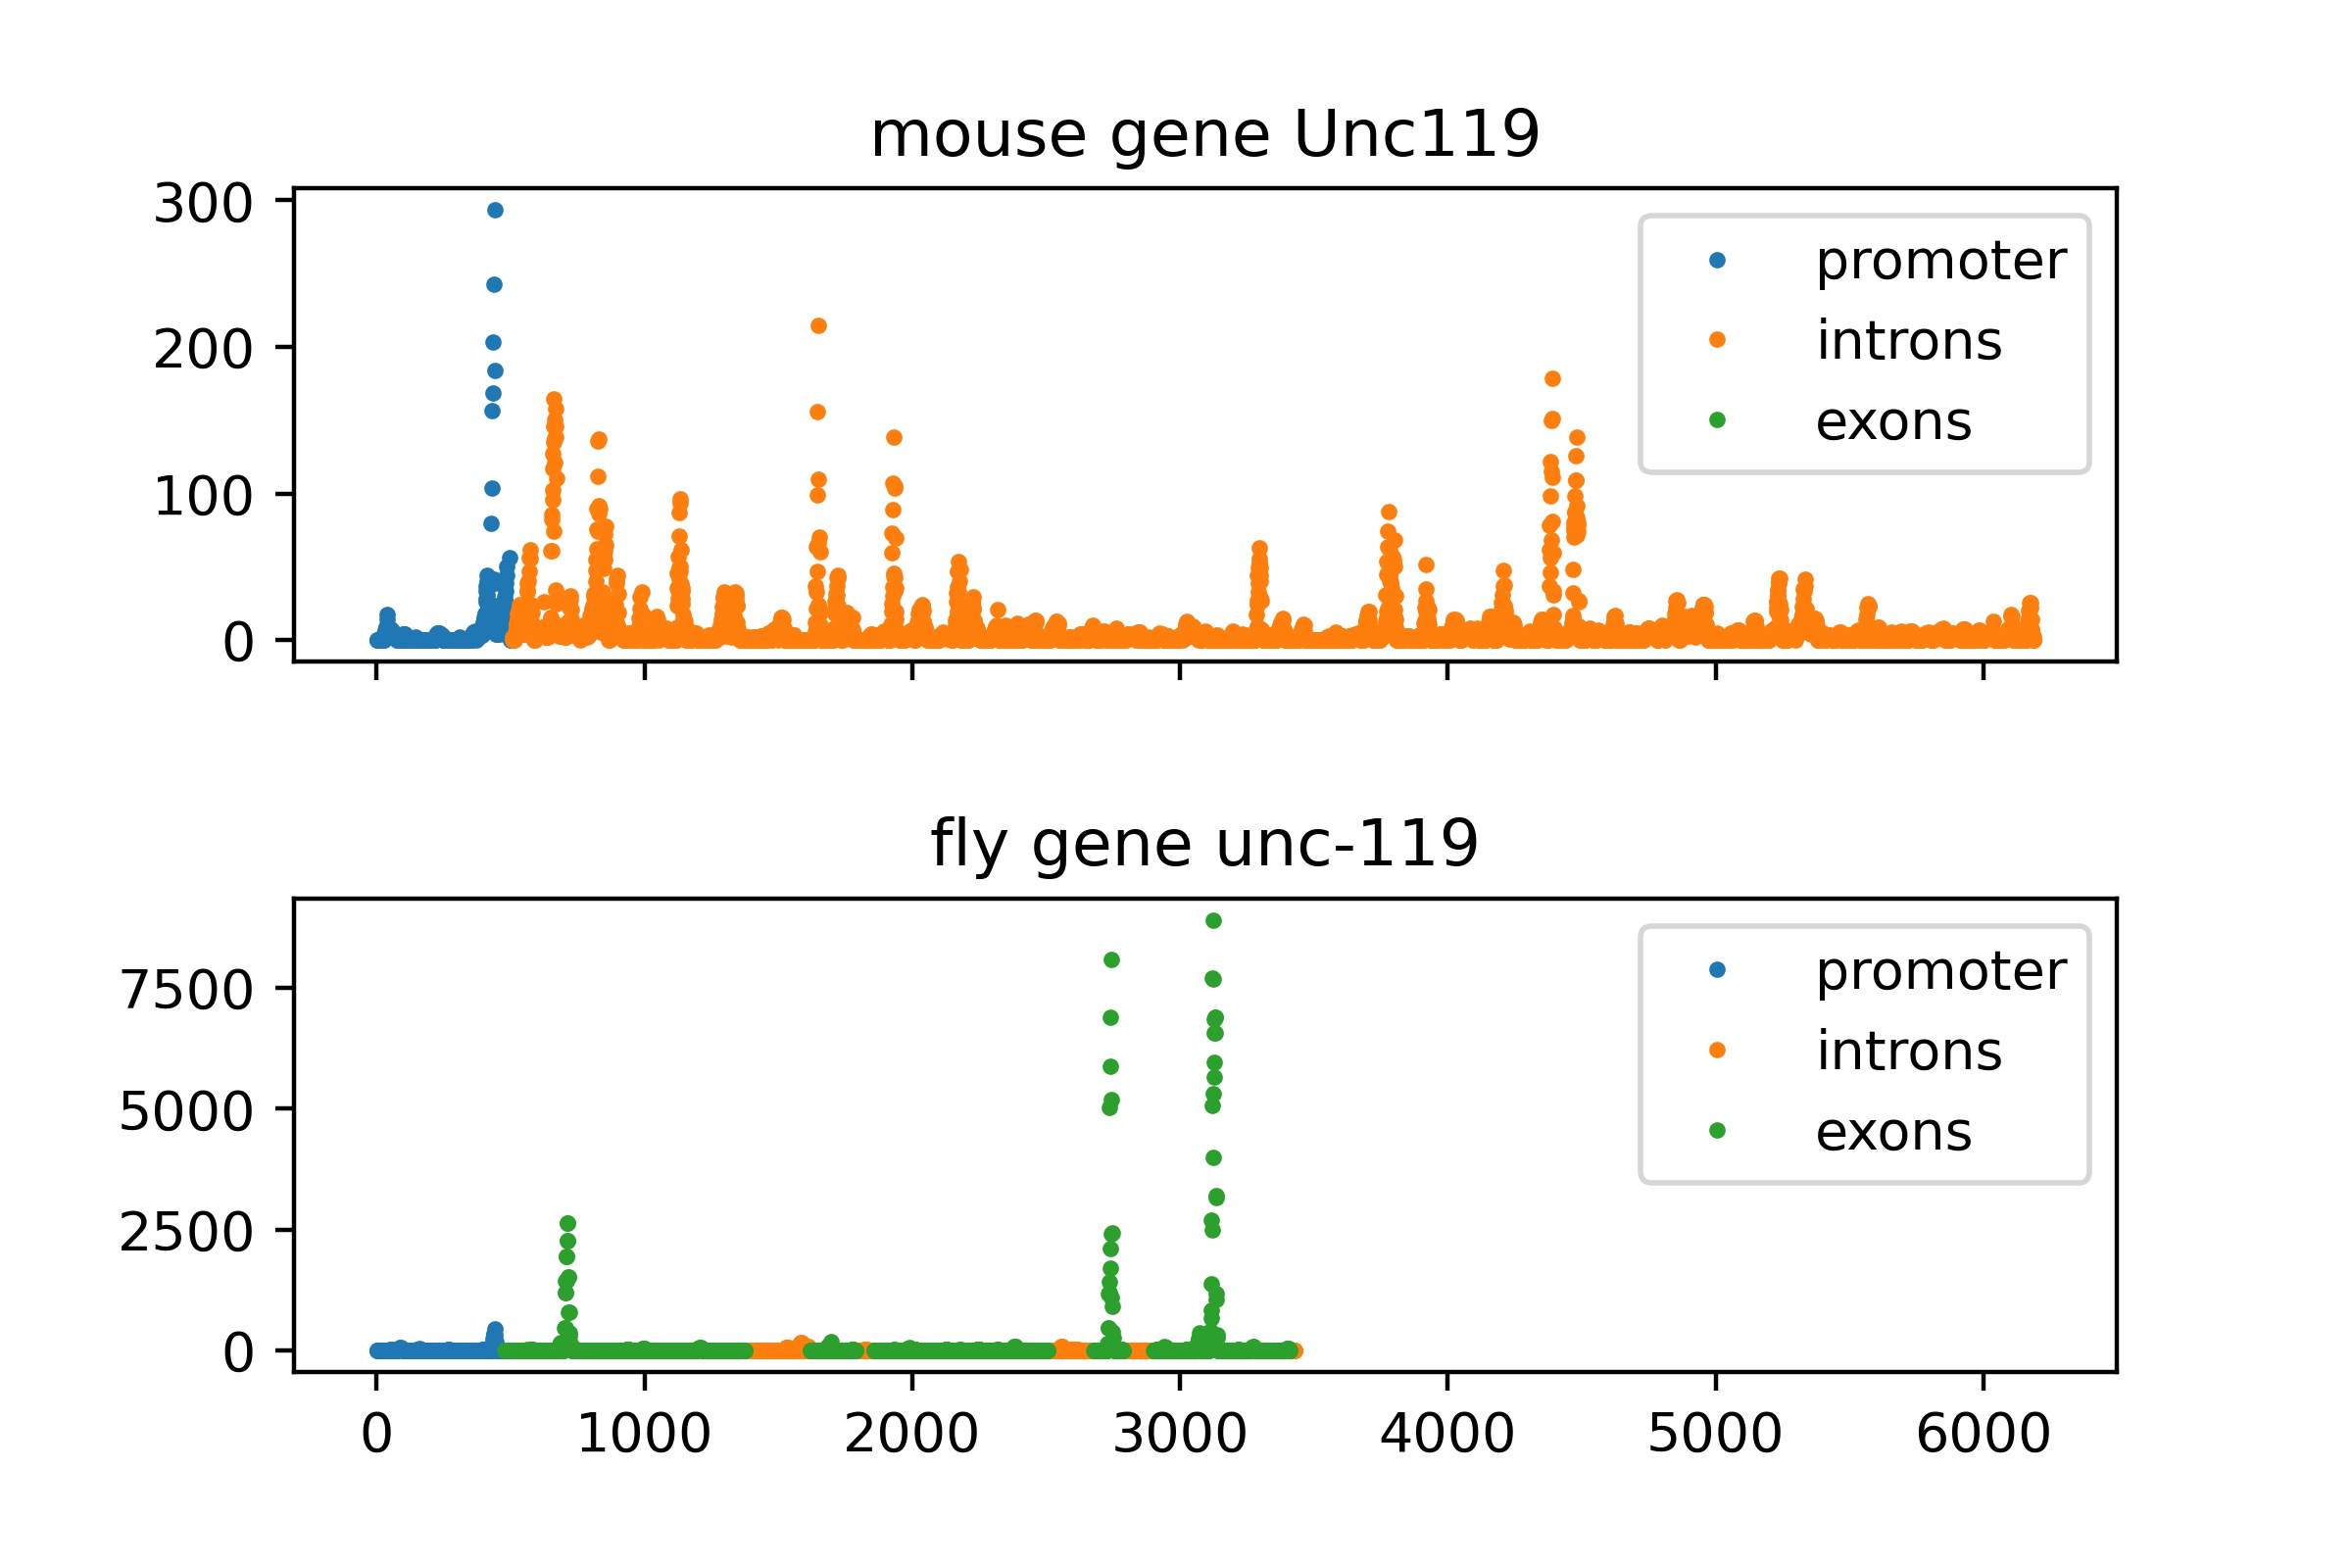 mouse gene Unc119
300
200
100
0
promoter
introns
exons
fly gene unc-119
7500
5000
2500
0
promoter
introns
exons
0 1000 2000 3000 4000 5000 6000